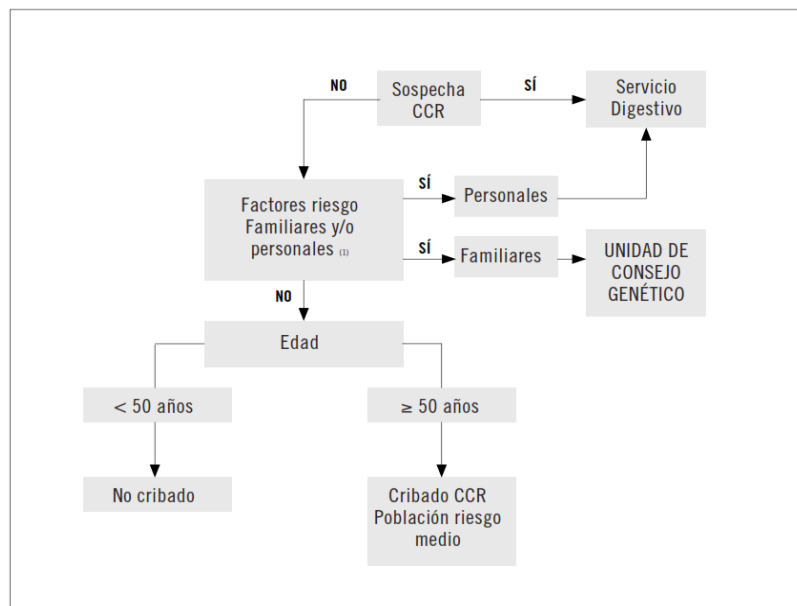 NO
Sospecha
CCR
SÍ
Servicio
Digestivo
Factores riesgo
Familiares y/o
personales (1)
SÍ
Personales
SÍ
Familiares
UNIDAD DE
CONSEJO
GENÉTICO
NO
Edad
< 50 años
≥ 50 años
No cribado
Cribado CCR
Población riesgo
medio